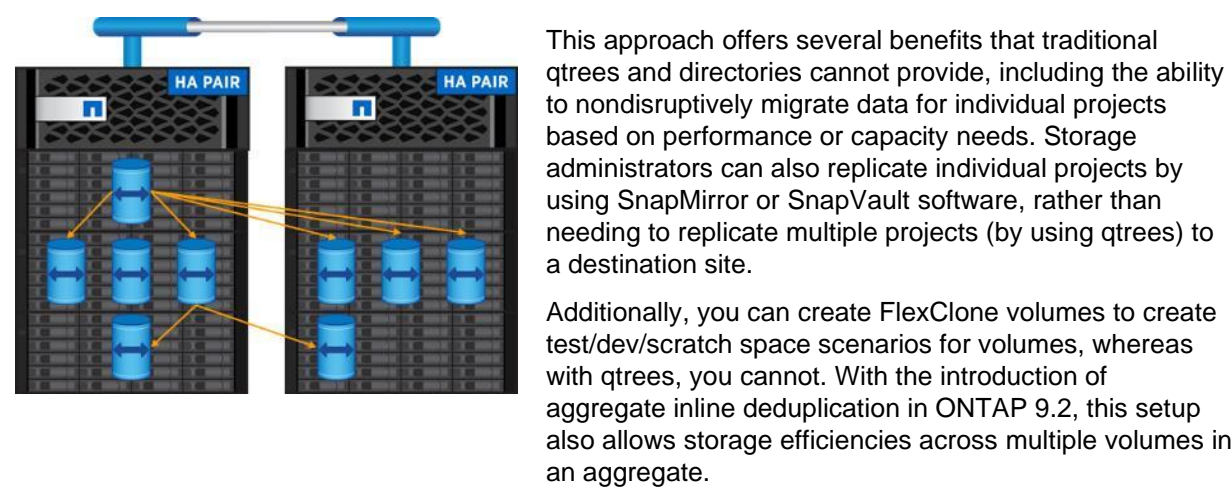 HA PAIR
HA PAIR
This approach offers several benefits that traditional
qtrees and directories cannot provide, including the ability
to nondisruptively migrate data for individual projects
based on performance or capacity needs. Storage
administrators can also replicate individual projects by
using SnapMirror or SnapVault software, rather than
needing to replicate multiple projects (by using qtrees) to
a destination site.
Additionally, you can create FlexClone volumes to create
test/dev/scratch space scenarios for volumes, whereas
with qtrees, you cannot. With the introduction of
aggregate inline deduplication in ONTAP 9.2, this setup
also allows storage efficiencies across multiple volumes in
an aggregate.